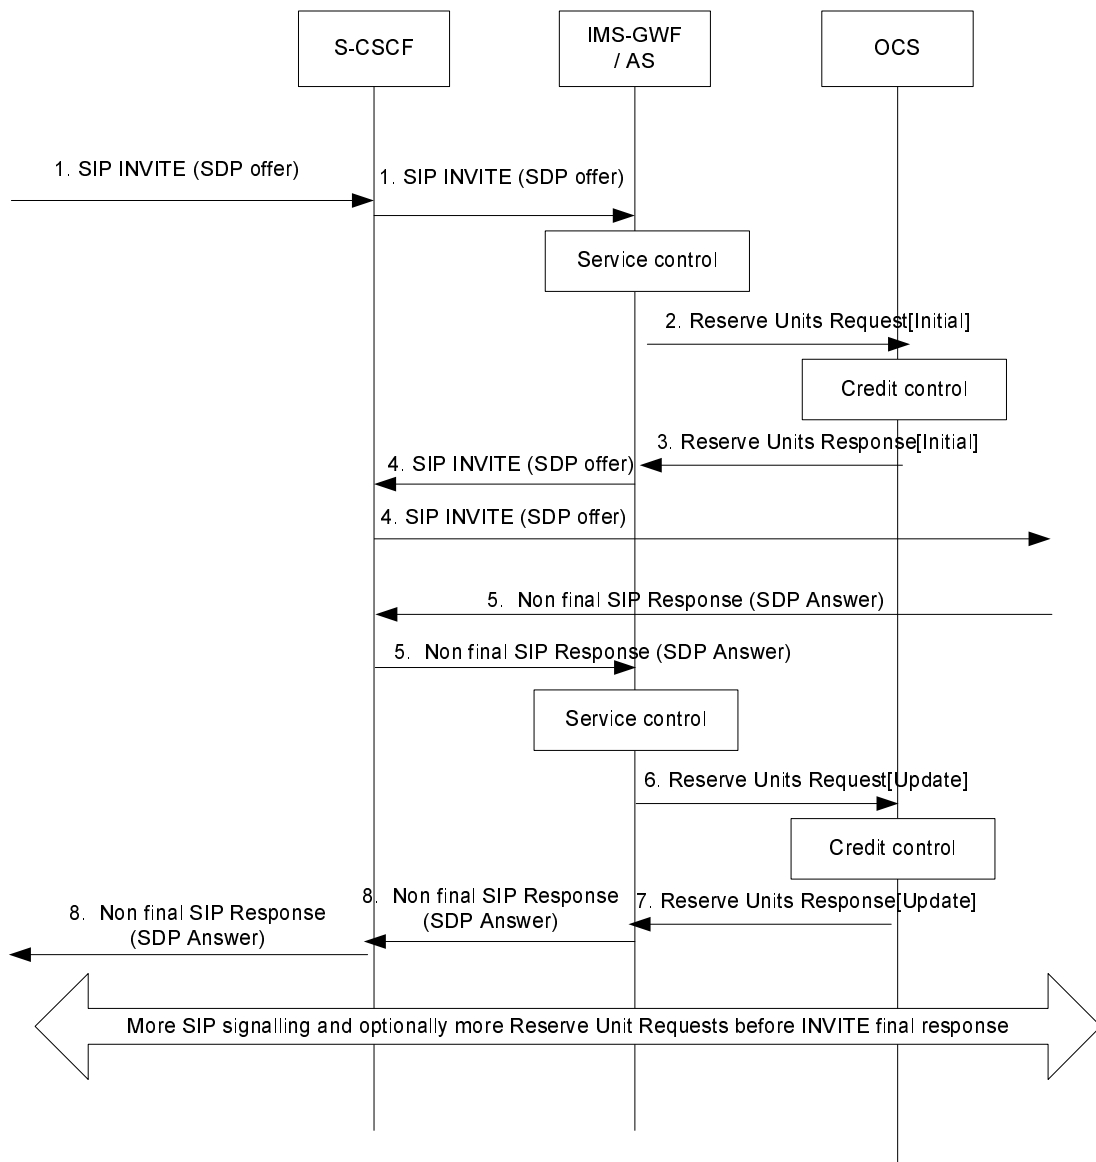 S-CSCF
IMS-GWF
/ AS
OCS
1. SIP INVITE (SDP offer)
1. SIP INVITE (SDP offer)
Service control
2. Reserve Units Request[Initial]
Credit control
3. Reserve Units Response[Initial]
4. SIP INVITE (SDP offer)
4. SIP INVITE (SDP offer)
5. Non final SIP Response (SDP Answer)
5. Non final SIP Response (SDP Answer)
Service control
6. Reserve Units Request[Update]
Credit control
7. Reserve Units Response[Update]
8. Non final SIP Response
(SDP Answer)
8. Non final SIP Response
(SDP Answer)
More SIP signalling and optionally more Reserve Unit Requests before INVITE final response